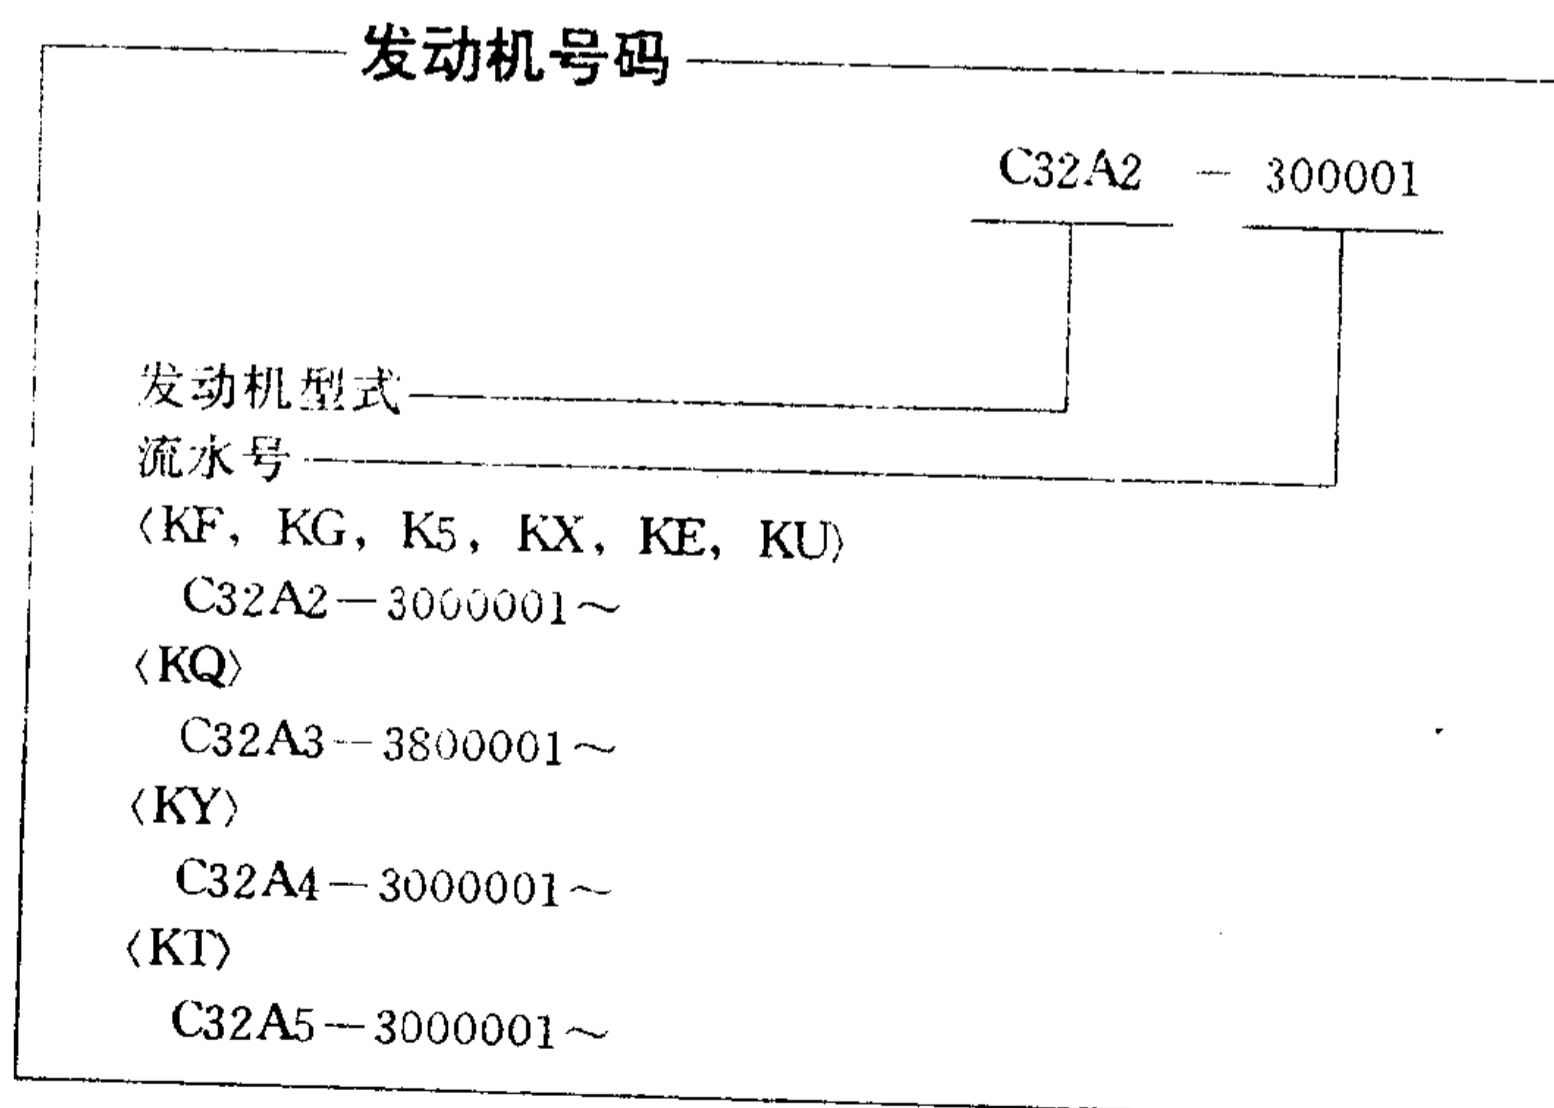 发动机号码
C32A2 - 300001
发动机型式
流水号
〈KF, KG, K5, KX, KE, KU〉
C32A2-3000001~
〈KQ〉
C32A3-3800001~
〈KY〉
C32A4-3000001~
〈KT〉
C32A5-3000001~